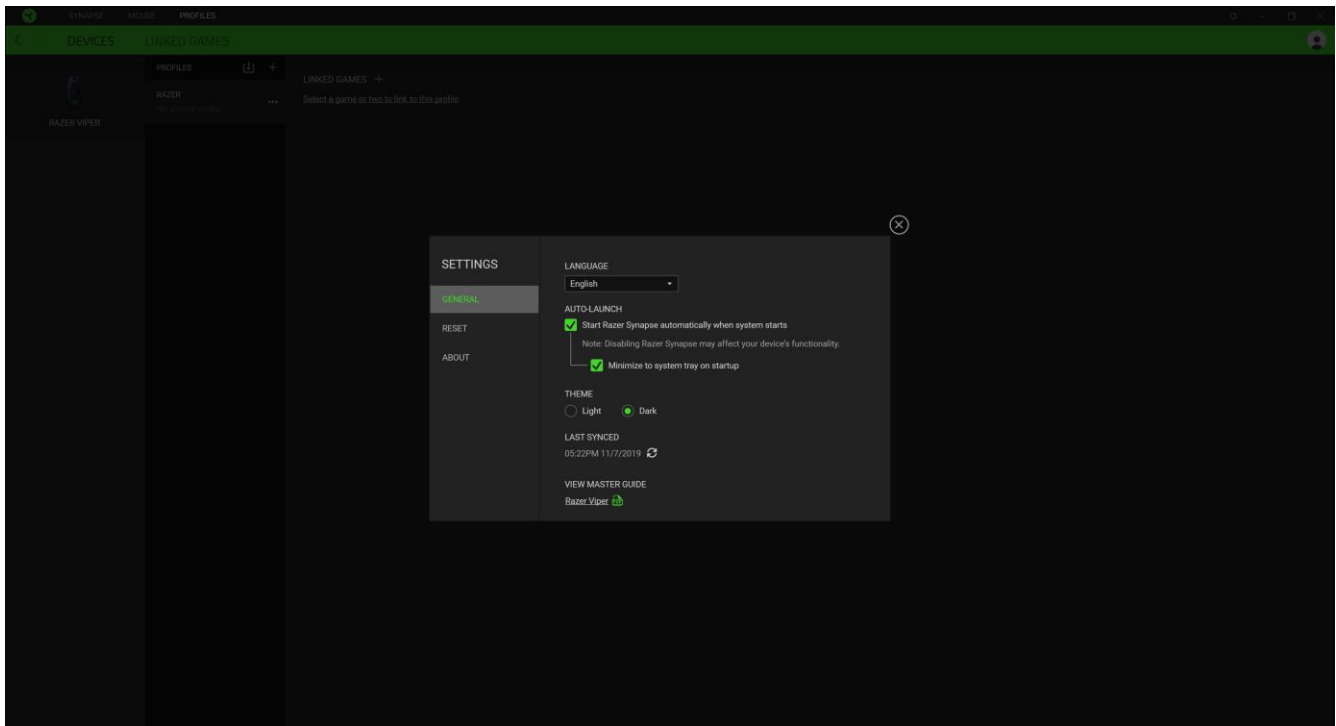 SYNAPSE MOUSE PROFILES
DEVICES LINKED GAMES
PROFILES
RAZER
No games added
RAZER VIPER
LINKED GAMES +
Select a game or two to link to this profile
SETTINGS
GENERAL
RESET
ABOUT
LANGUAGE
English
AUTO-LAUNCH
Start Razer Synapse automatically when system starts
Note: Disabling Razer Synapse may affect your device's functionality.
Minimize to system tray on startup
THEME
Light Dark
LAST SYNCED
05:22PM 11/7/2019
VIEW MASTER GUIDE
Razer Viper